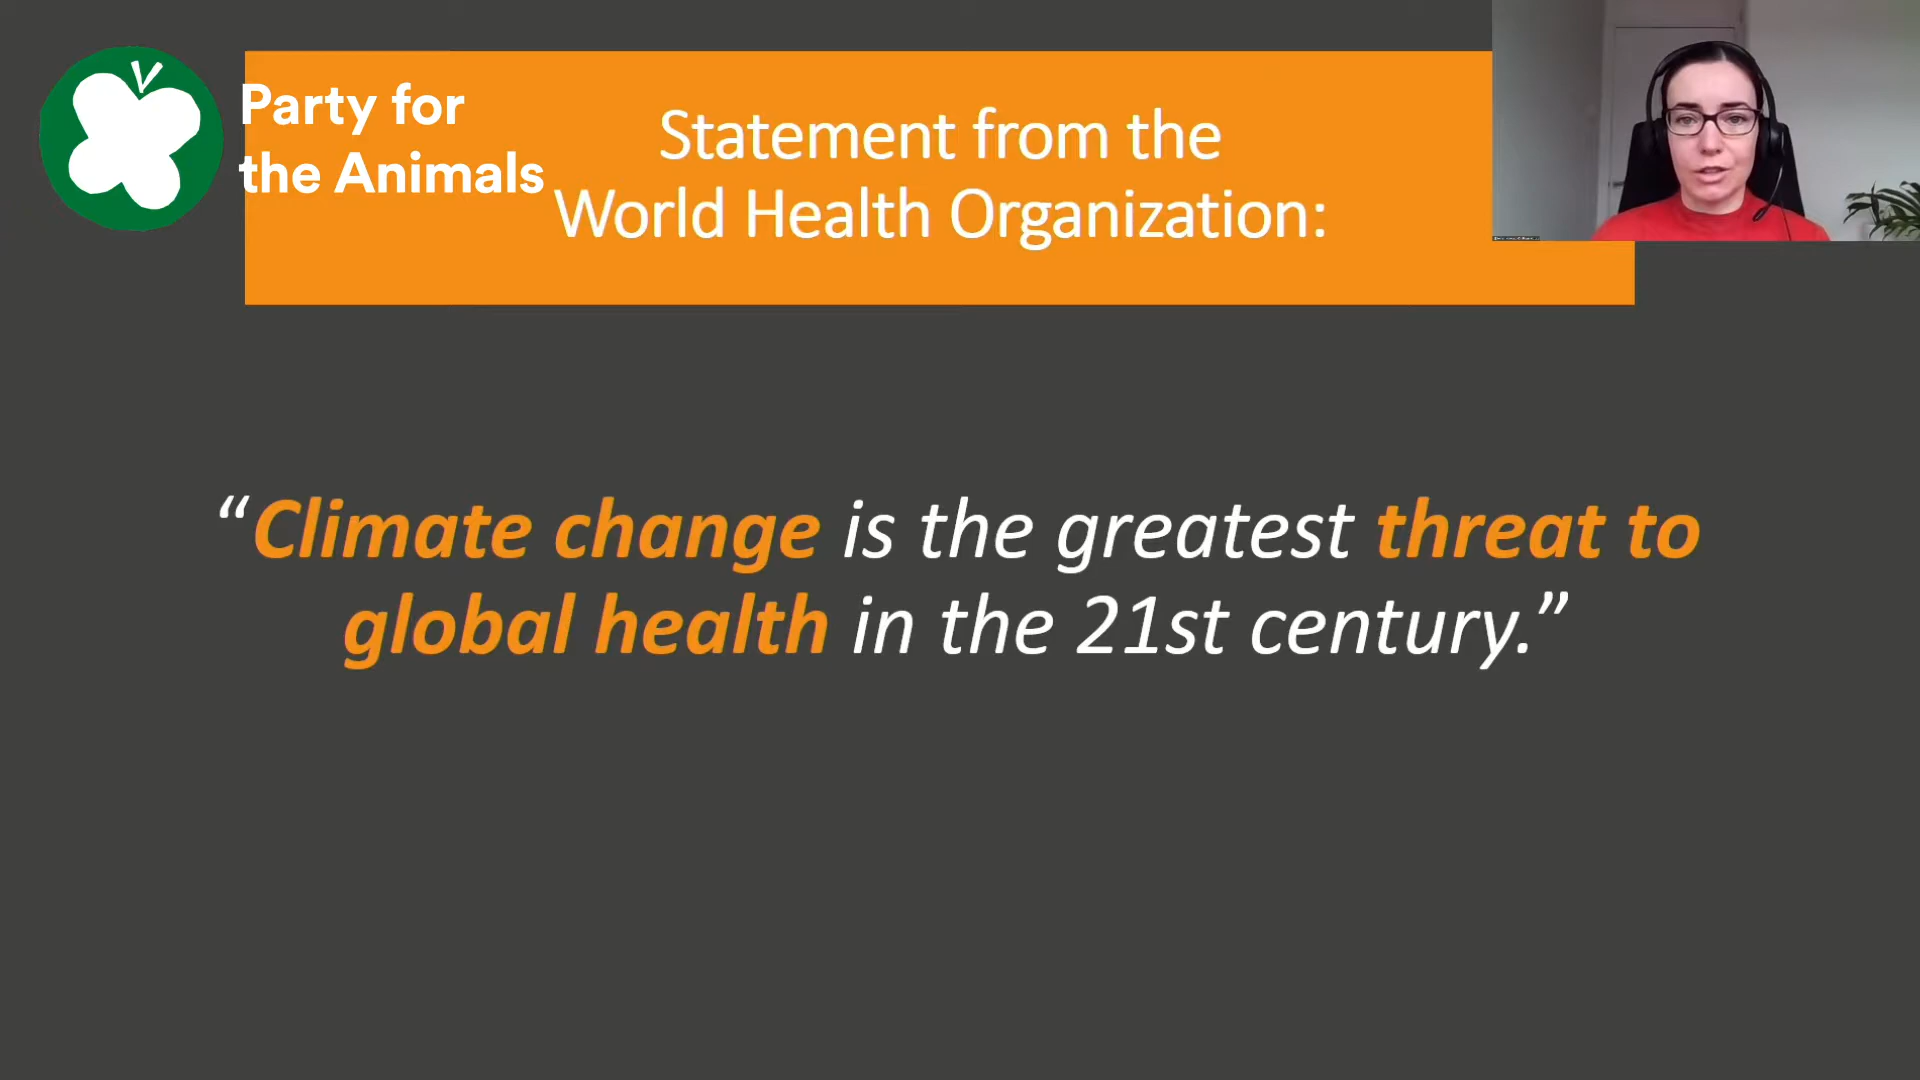 Party for
the Animals
Statement from the
World Health Organization:
“Climate change is the greatest threat to
global health in the 21st century.”